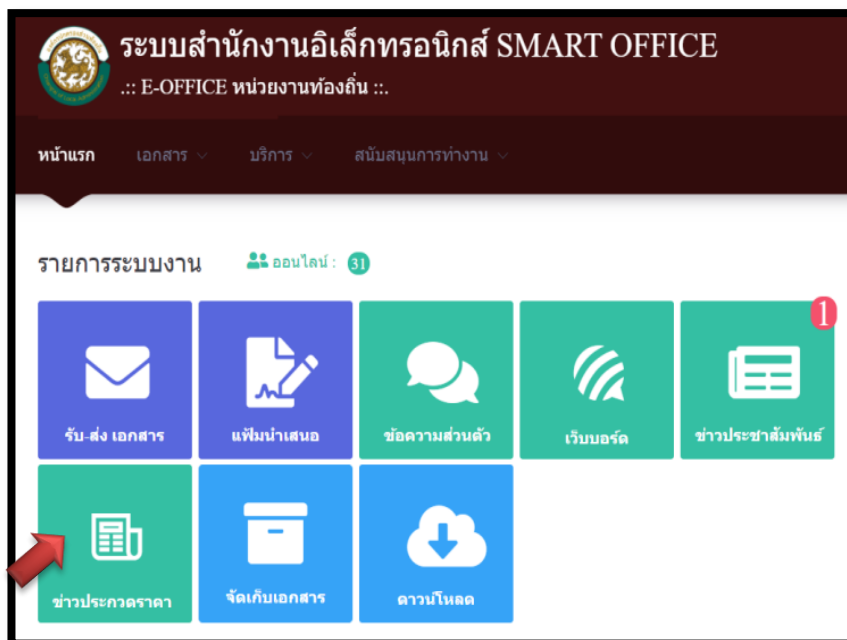 ระบบสำนักงานอิเล็กทรอนิกส์ SMART OFFICE
.:: E-OFFICE หน่วยงานท้องถิ่น ::.
หน้าแรก เอกสาร บริการ สนับสนุนการทำงาน
รายการระบบงาน ออนไลน์ : 31
1
รับ-ส่ง เอกสาร แฟ้มนำเสนอ ข้อความส่วนตัว เว็บบอร์ด ข่าวประชาสัมพันธ์
ข่าวประกวดราคา จัดเก็บเอกสาร ดาวน์โหลด